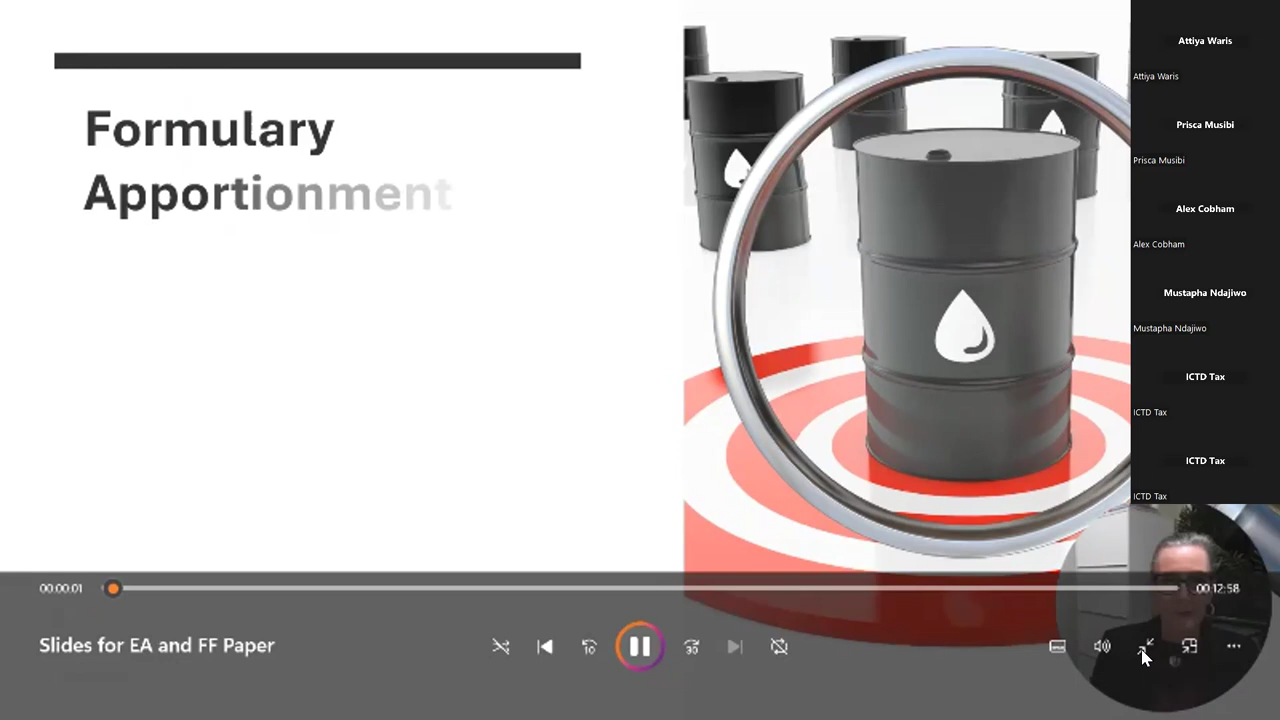 Formulary
Apportionment
Attiya Waris
Attiya Waris
Prisca Musibi
Prisca Musibi
Alex Cobham
Alex Cobham
Mustapha Ndajiwo
Mustapha Ndajiwo
ICTD Tax
ICTD Tax
ICTD Tax
ICTD Tax
00:00:01
00:12:58
Slides for EA and FF Paper
10
30